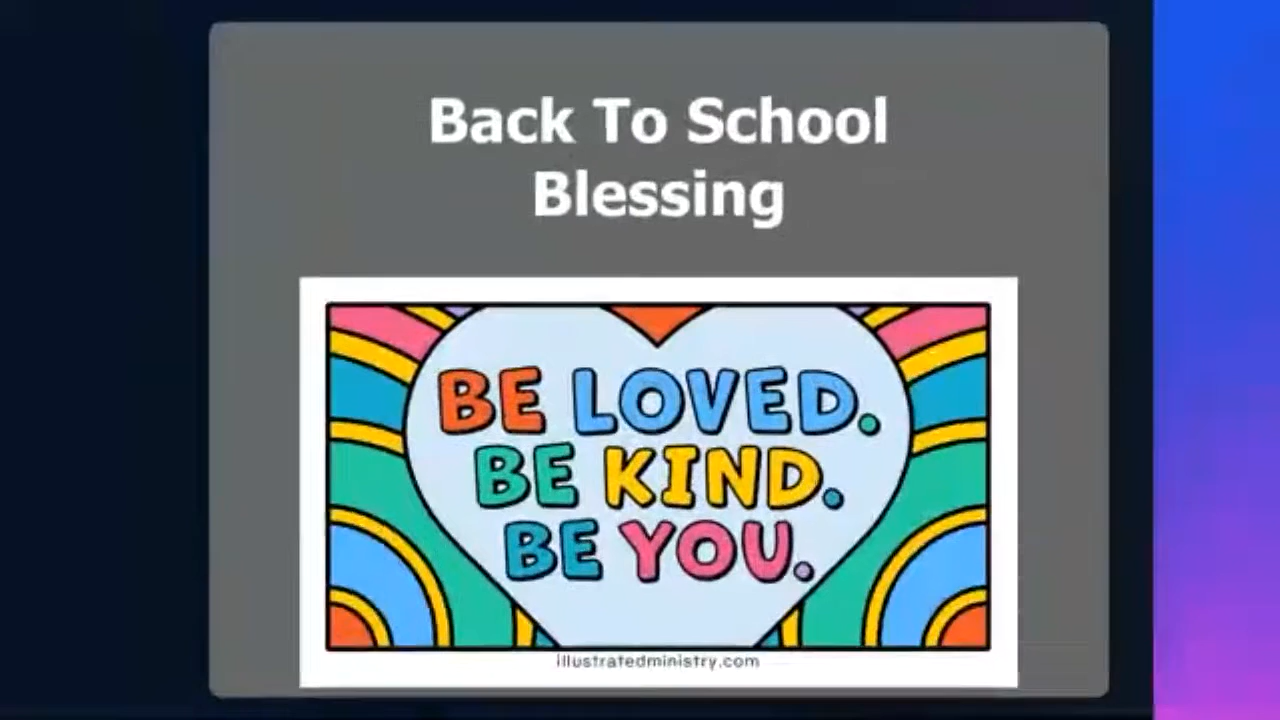 Back To School
Blessing
BE LOVED.
BE KIND.
BE YOU.
illustratedministry.com